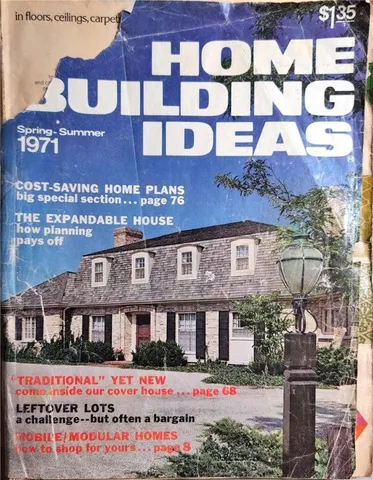 in floors, ceilings, carpet
$1.35
HOME
BUILDING
IDEAS
Spring-Summer
1971
COST-SAVING HOME PLANS
big special section... page 76
THE EXPANDABLE HOUSE
how planning
pays off
"TRADITIONAL" YET NEW
come inside our cover house... page 68
LEFTOVER LOTS
a challenge--but often a bargain
MOBILE/MODULAR HOMES
how to shop for yours...page 8